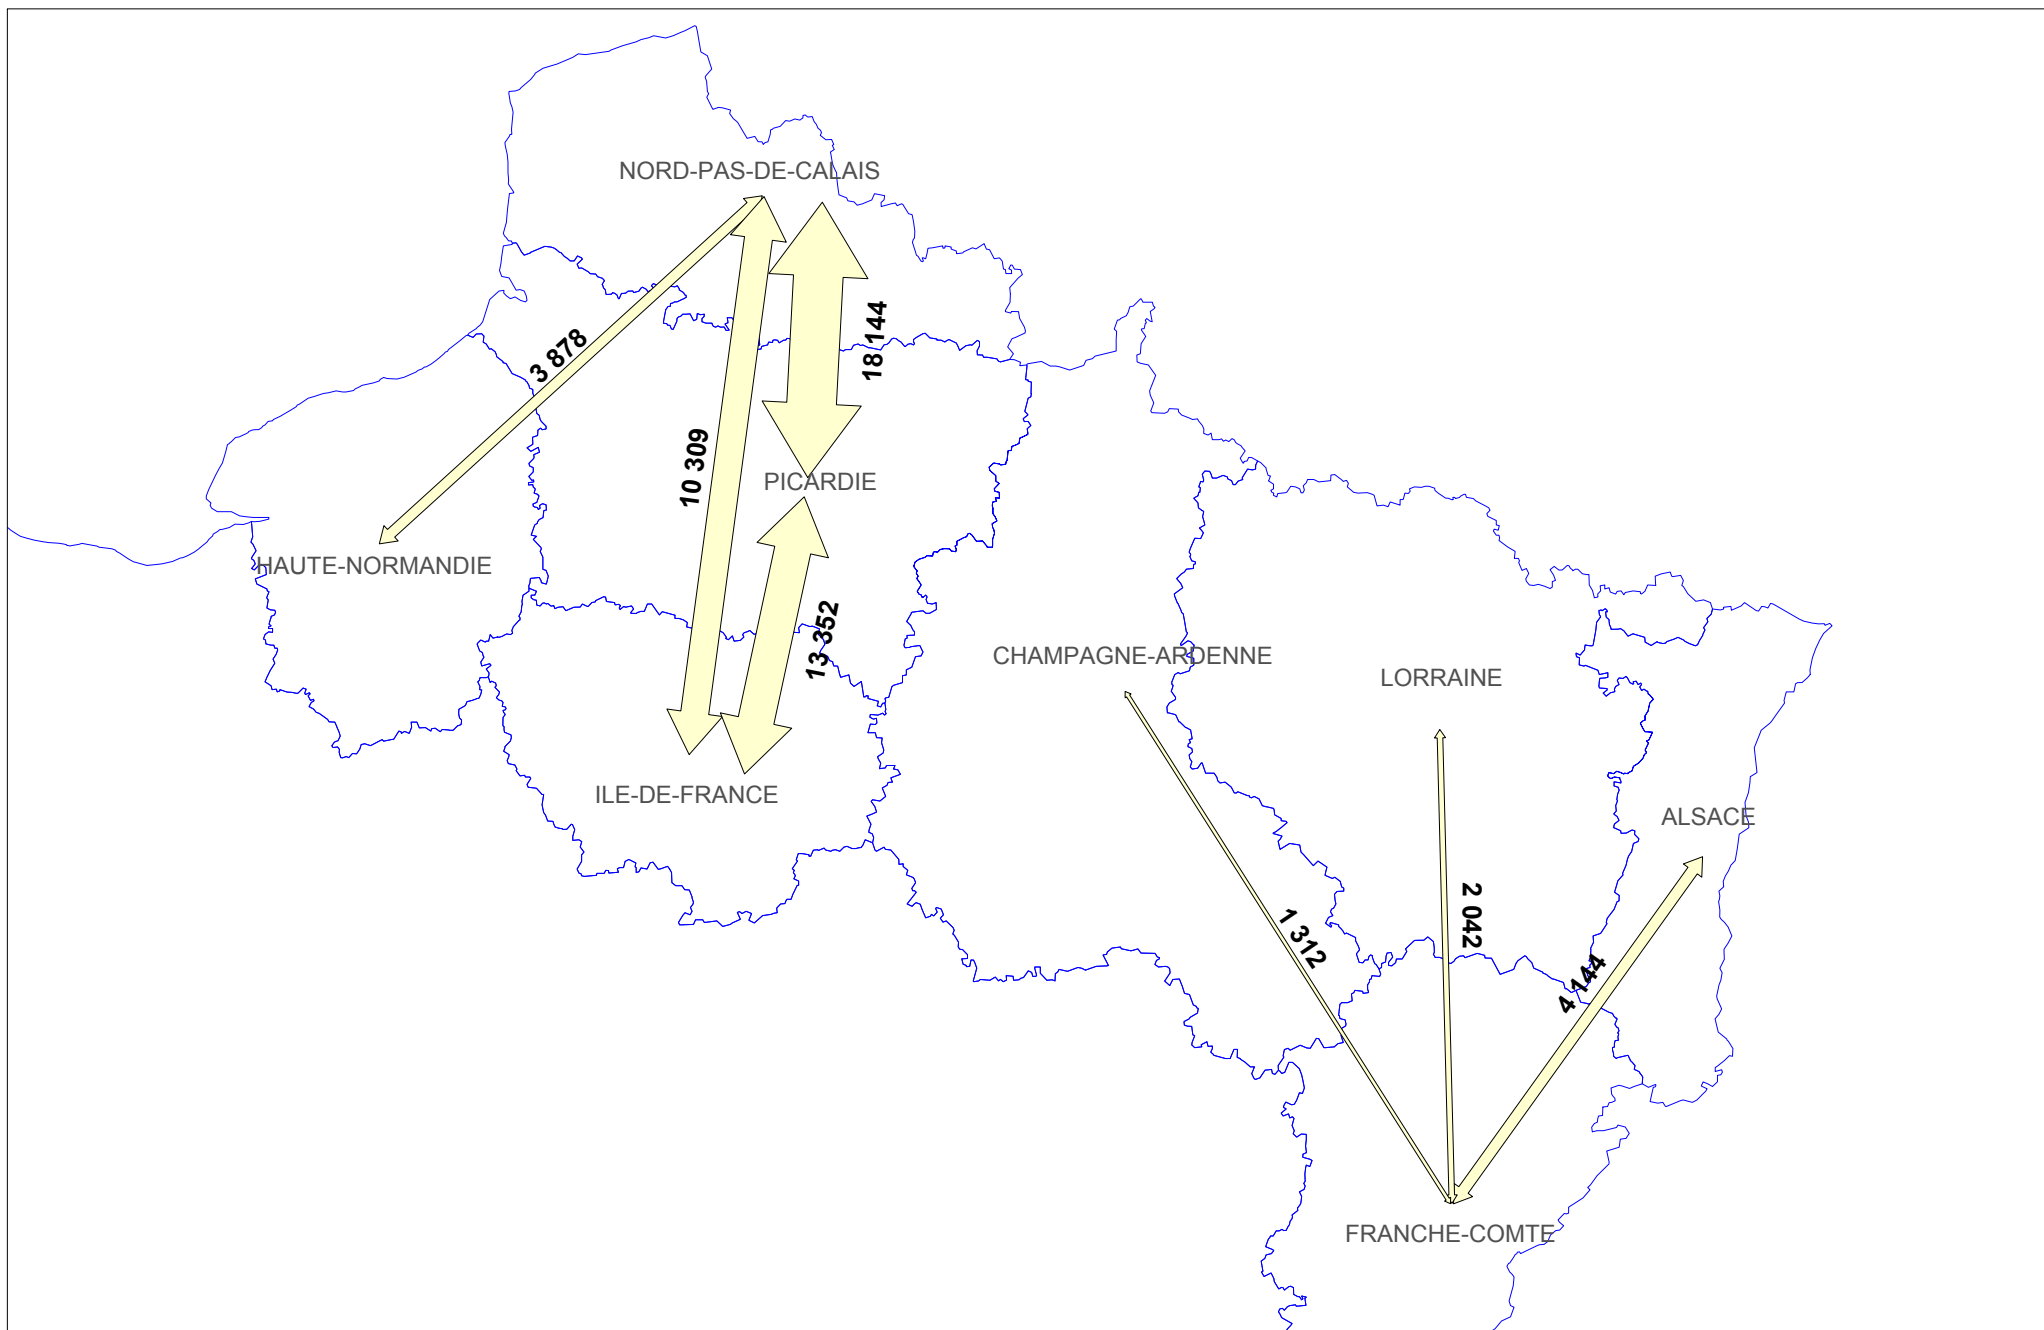 NORD-PAS-DE-CALAIS
18 144
3 878
10 309
PICARDIE
HAUTE-NORMANDIE
13 352
CHAMPAGNE-ARDENNE
LORRAINE
ILE-DE-FRANCE
ALSACE
2 042
1 312
4 144
FRANCHE-COMTE